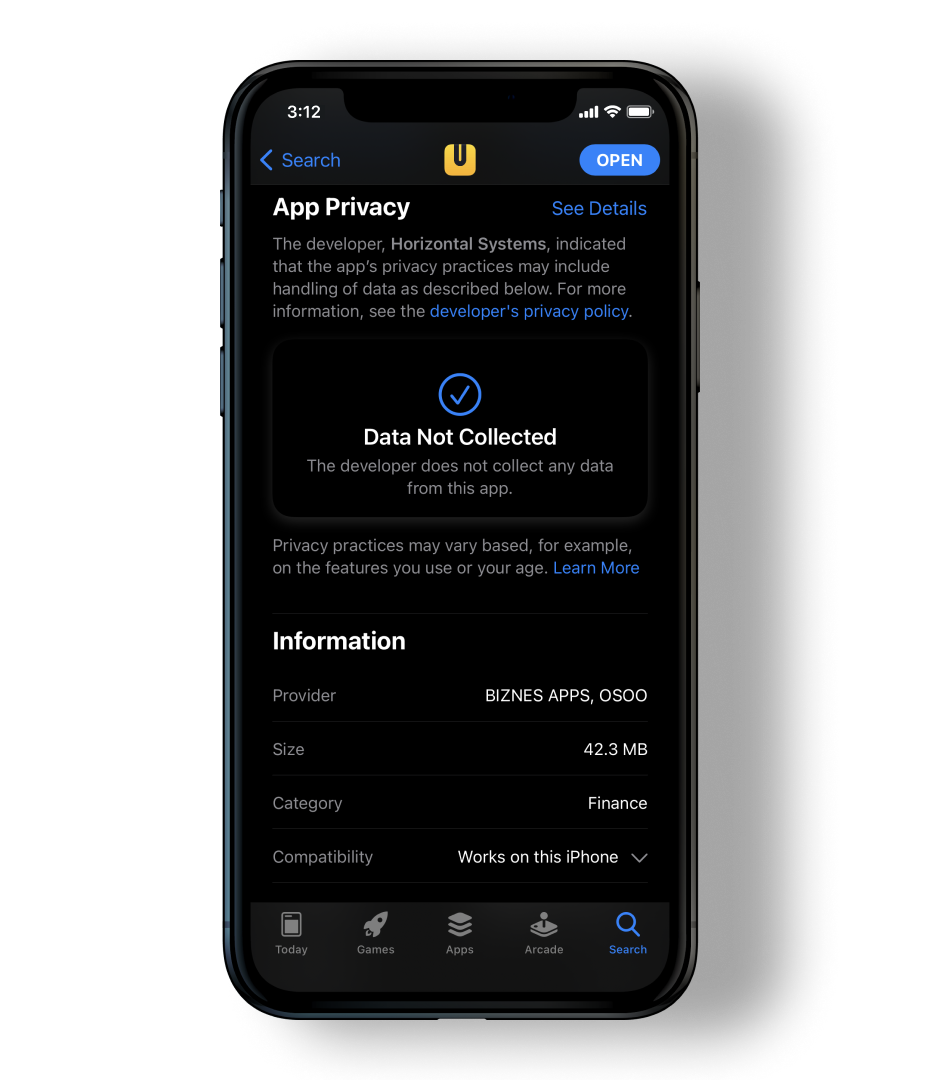 3:12
Search
OPEN
App Privacy
See Details
The developer, Horizontal Systems, indicated
that the app’s privacy practices may include
handling of data as described below. For more
information, see the developer's privacy policy.
Data Not Collected
The developer does not collect any data
from this app.
Privacy practices may vary based, for example,
on the features you use or your age. Learn More
Information
Provider BIZNES APPS, OSOO
Size 42.3 MB
Category Finance
Compatibility Works on this iPhone
Today Games Apps Arcade Search